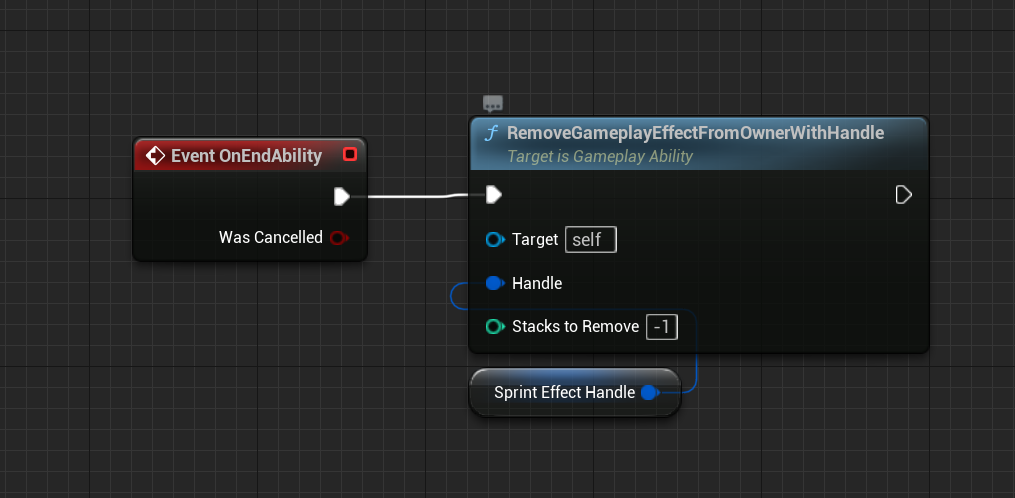 Event OnEndAbility
Was Cancelled
f RemoveGameplayEffectFromOwnerWithHandle
Target is Gameplay Ability
Target self
Handle
Stacks to Remove -1
Sprint Effect Handle